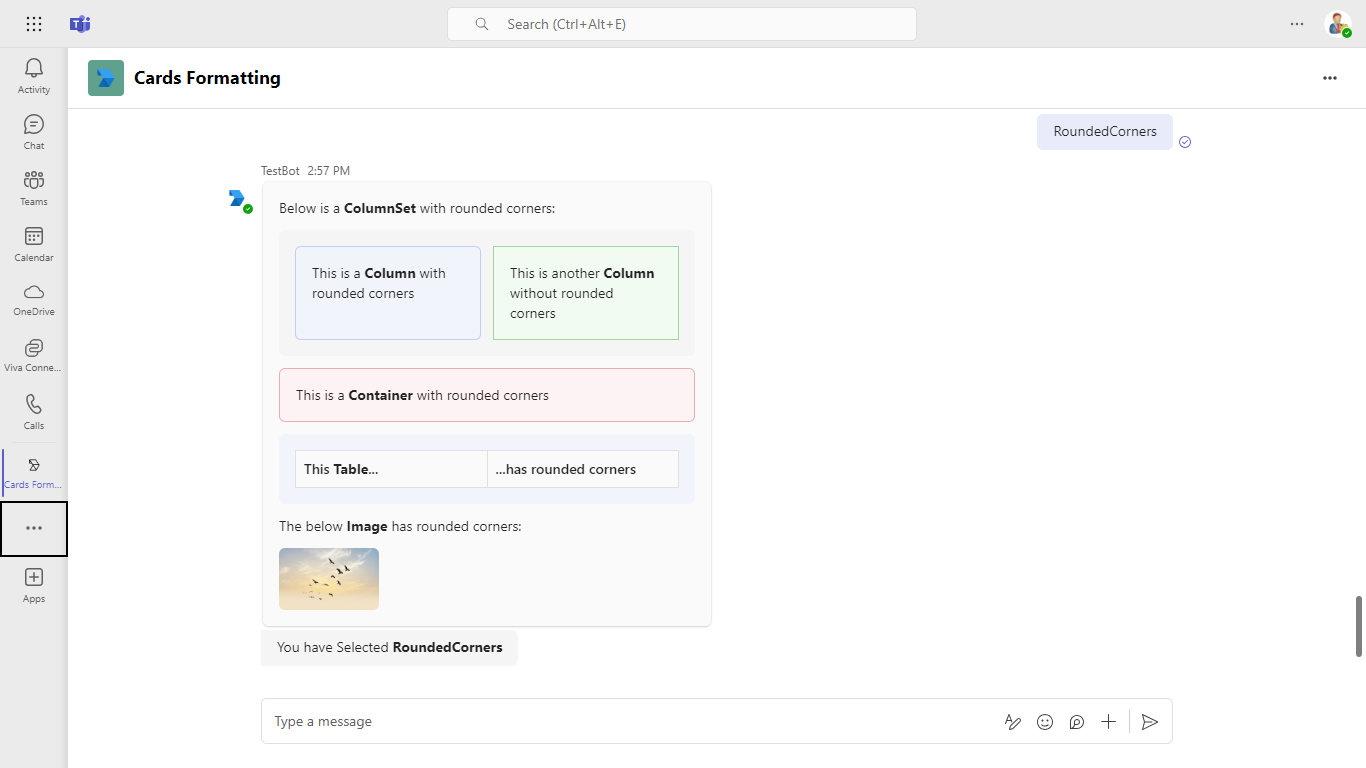 Search (Ctrl+Alt+E)
Activity
Chat
Teams
Calendar
OneDrive
Viva Conne...
Calls
Cards Form...
Apps
Cards Formatting
RoundedCorners
TestBot 2:57 PM
Below is a ColumnSet with rounded corners:
This is a Column with
rounded corners
This is another Column
without rounded
corners
This is a Container with rounded corners
This Table...
...has rounded corners
The below Image has rounded corners:
You have Selected RoundedCorners
Type a message